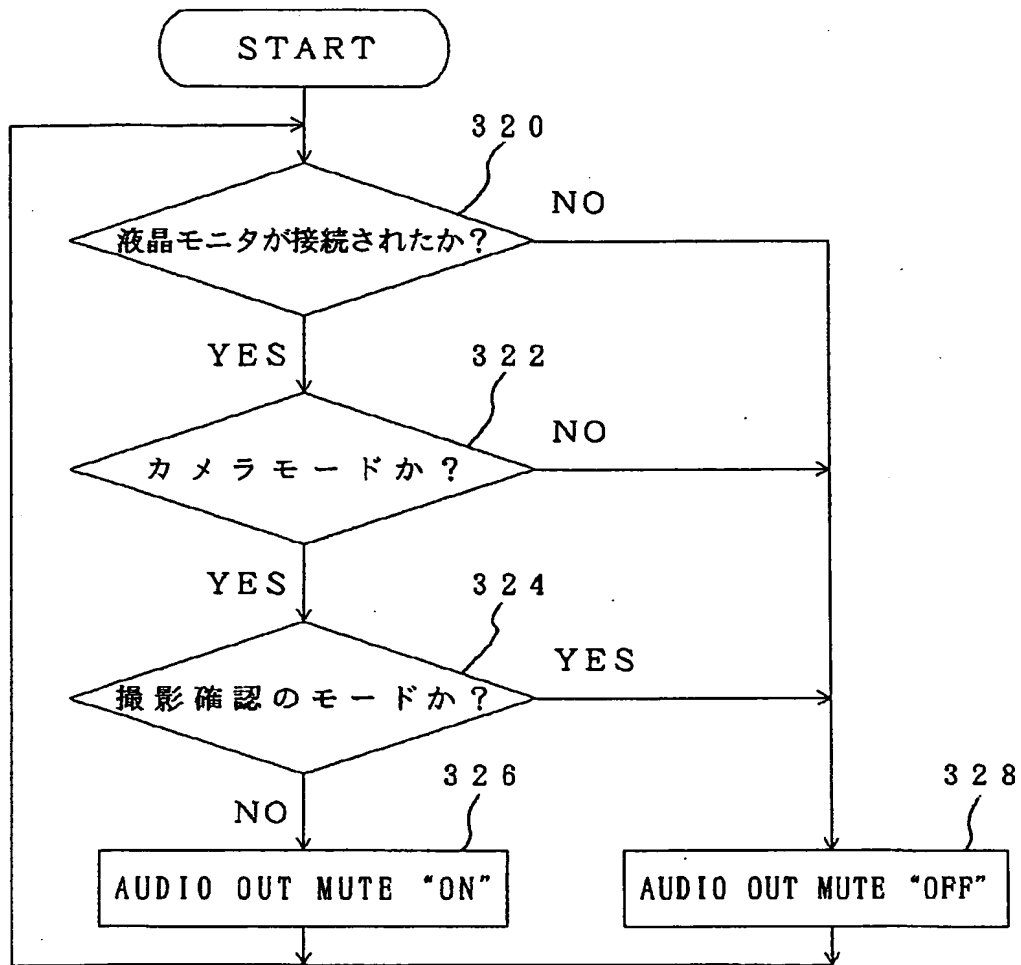 START
320
液晶モニタが接続されたか?
NO
YES
322
カメラモードか?
NO
YES
324
撮影確認のモードか?
YES
NO
326
AUDIO OUT MUTE “ON”
328
AUDIO OUT MUTE “OFF”